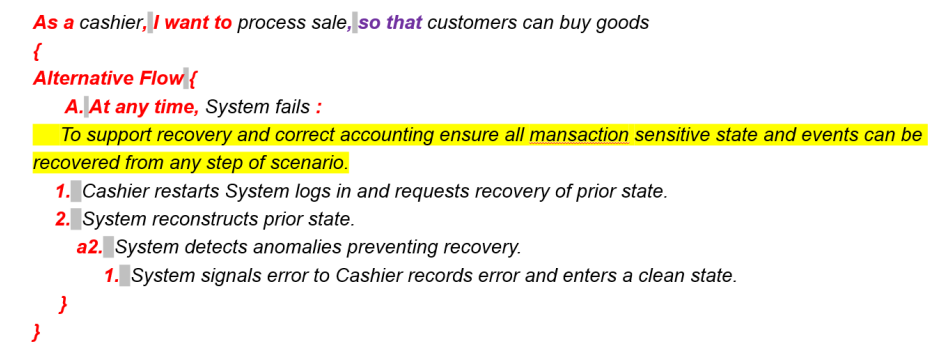 As a cashier, I want to process sale, so that customers can buy goods
{
Alternative Flow {
A. At any time, System fails :
To support recovery and correct accounting ensure all mansaction sensitive state and events can be
recovered from any step of scenario.
1. Cashier restarts System logs in and requests recovery of prior state.
2. System reconstructs prior state.
a2. System detects anomalies preventing recovery.
1. System signals error to Cashier records error and enters a clean state.
}
}